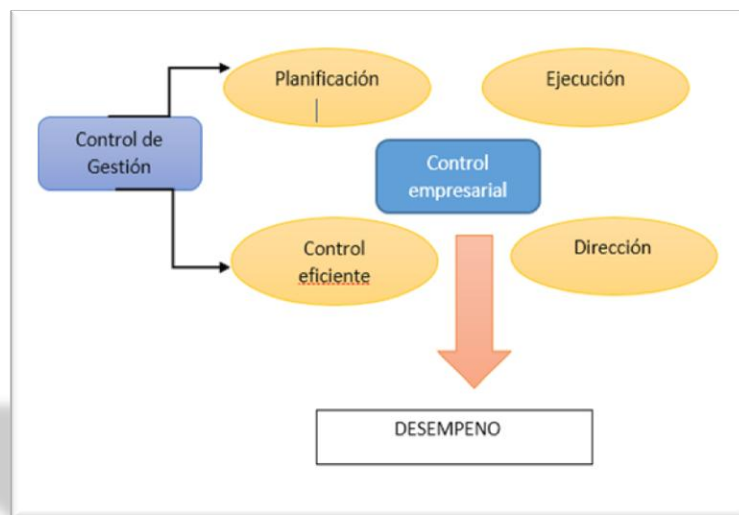 Planificación
Ejecución
Control de
Gestión
Control
empresarial
Control
eficiente
Dirección
DESEMPENO